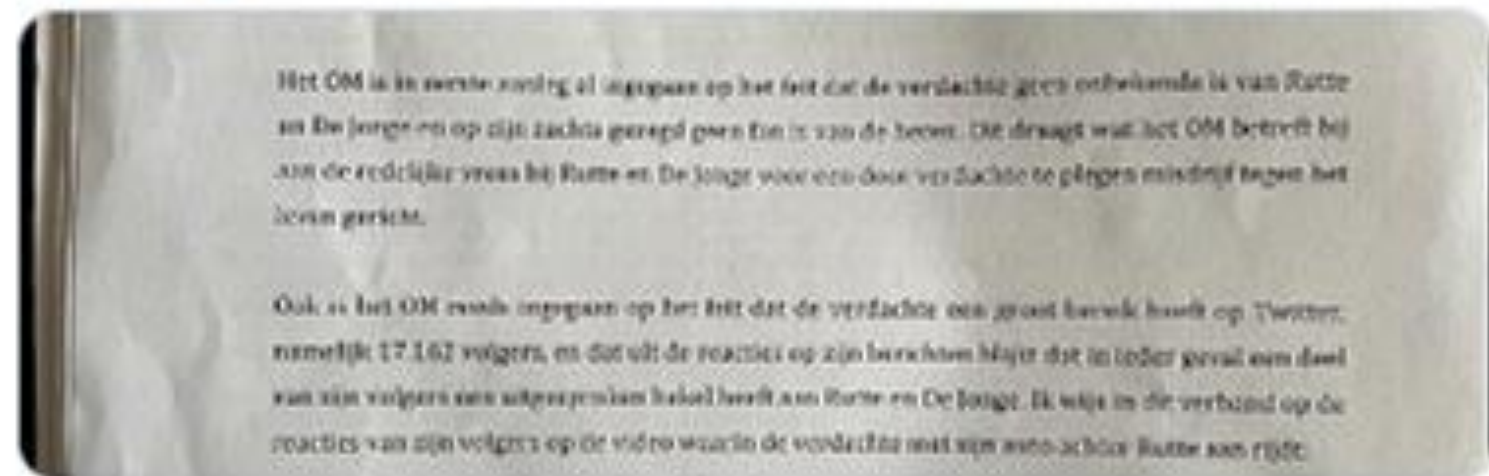 Het OM is in eerste aanleg al ingegaan op het feit dat de verdachte geen onbekende is van Rutte
en De Jonge en op zijn zachts gezegd geen fan is van de heren. Dit draagt wat het OM betreft bij
aan de redelijke vrees bij Rutte en De Jonge voor een door verdachte te plegen misdrijf tegen het
leven gericht.
Ook is het OM reeds ingegaan op het feit dat de verdachte een groot bereik heeft op Twitter,
namelijk 17.162 volgers, en dat uit de reacties op zijn berichten blijkt dat in ieder geval een deel
van zijn volgers een uitgesproken hekel heeft aan Rutte en De Jonge. Ik wijs in dit verband op de
reacties van zijn volgers op de video waarin de verdachte met zijn auto achter Rutte aan rijdt: